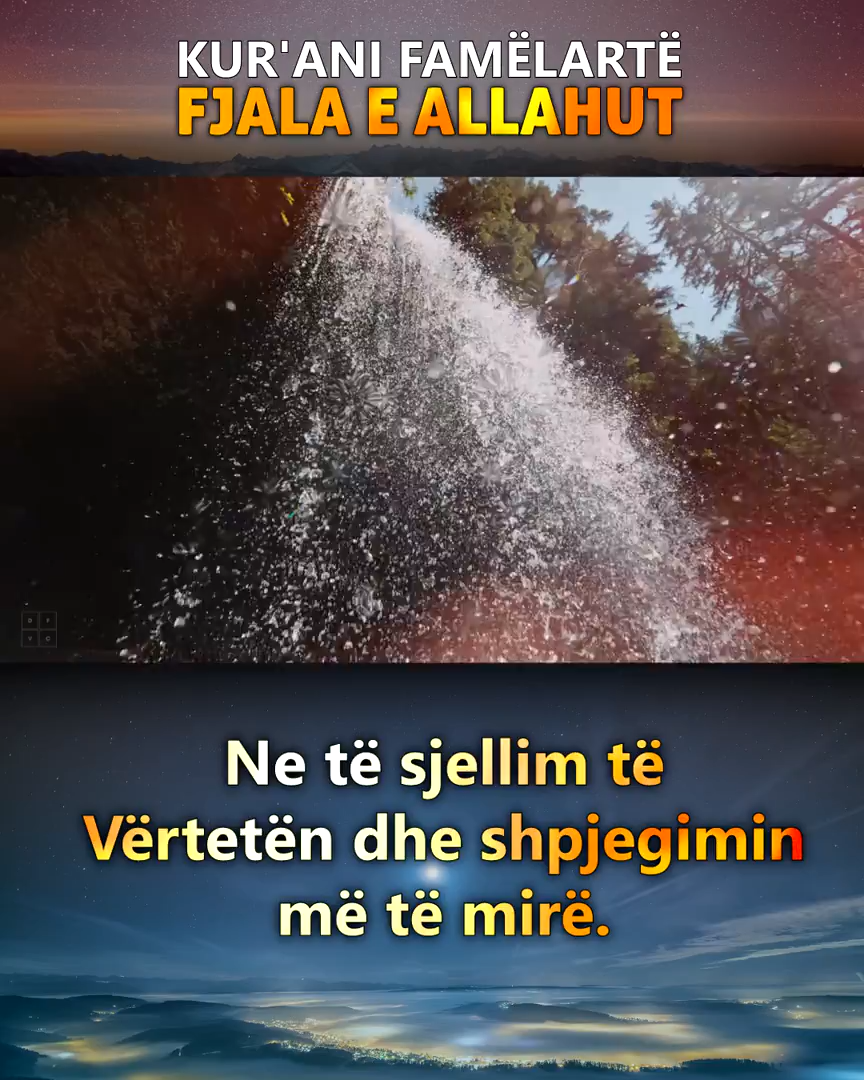 KUR'ANI FAMËLARTË
FJALA E ALLAHUT
Ne të sjellim të
Vërtetën dhe shpjegimin
më të mirë.